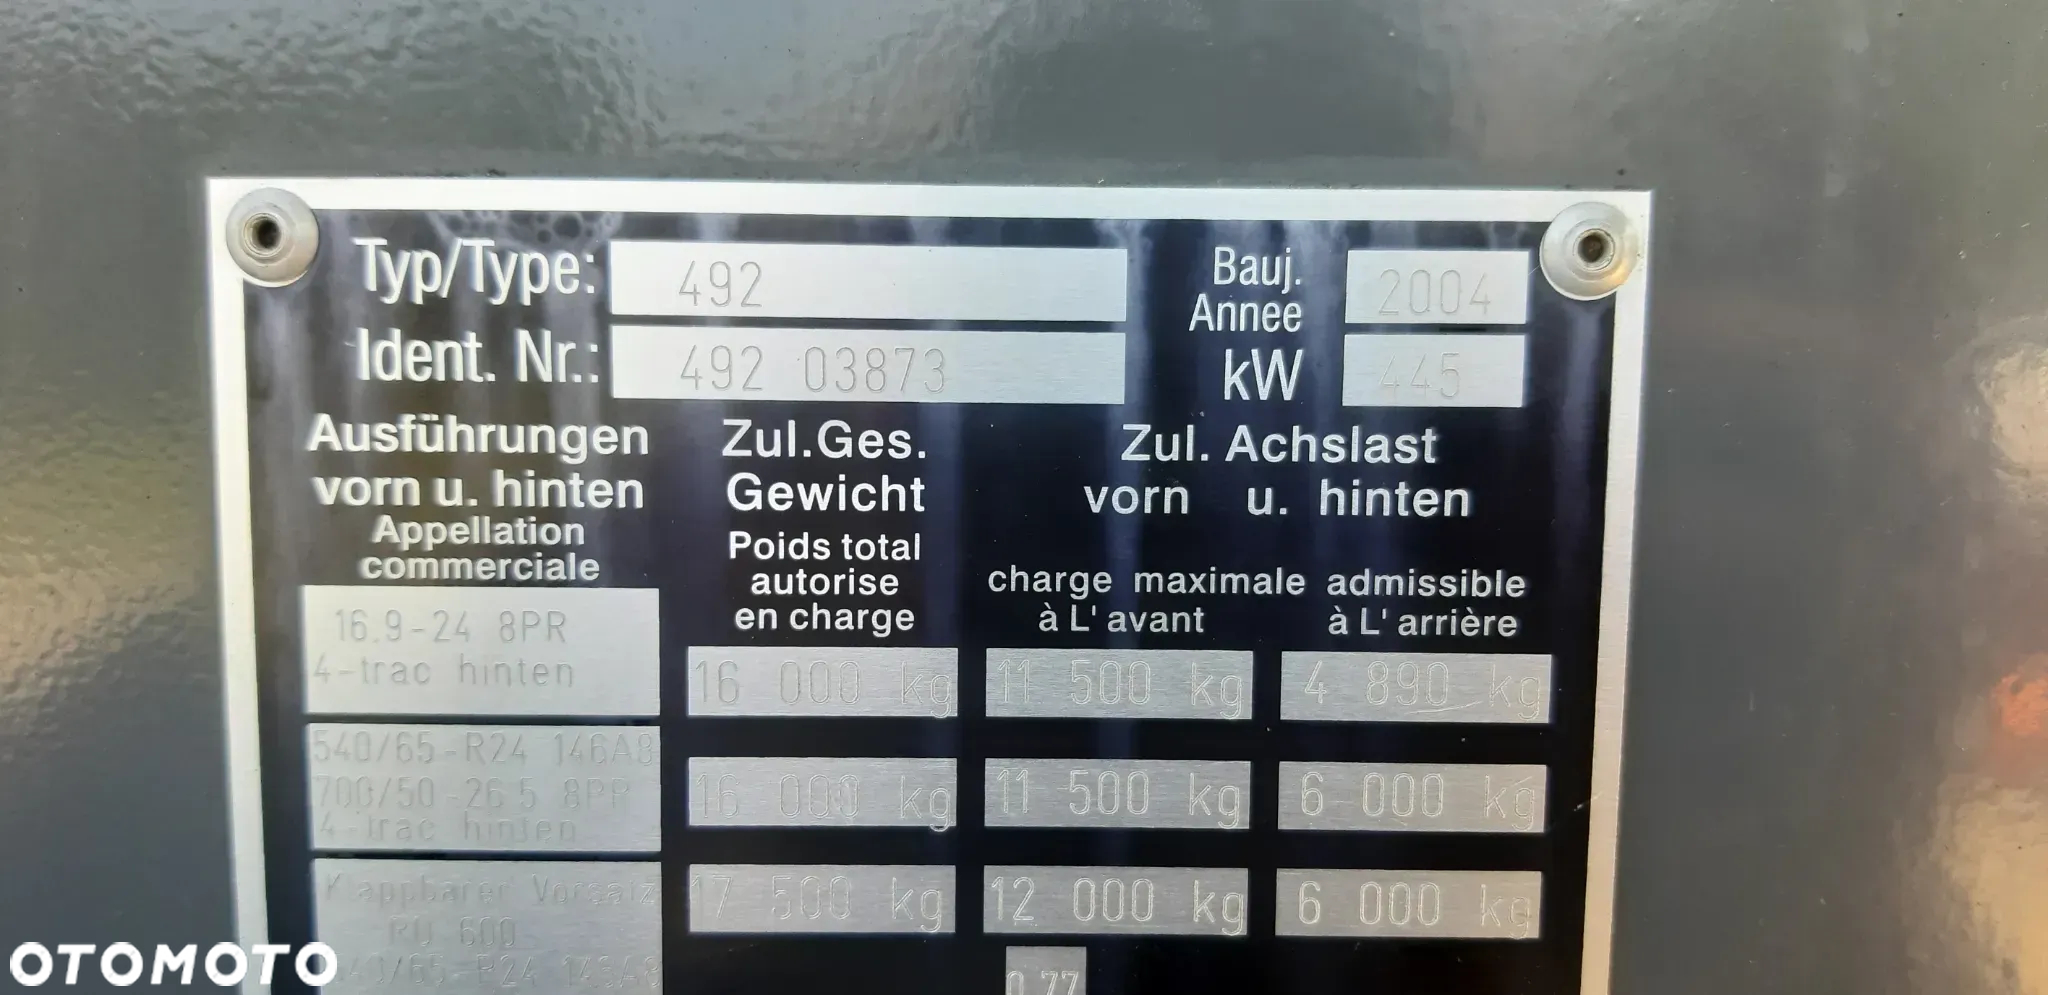 Typ/Type: 492 Bauj. Annee 2004
Ident. Nr.: 492 03873 kW 445
Ausführungen vorn u. hinten
Appellation commerciale
Zul.Ges. Gewicht
Poids total autorise en charge
Zul. Achslast
vorn u. hinten
charge maximale admissible
à L' avant à L' arrière
16.9-24 8PR
4-trac hinten
16 000 kg 11 500 kg 4 890 kg
540/65-R24 146A8
700/50-26.5 8PR
4-trac hinten
16 000 kg 11 500 kg 6 000 kg
Klappbarer Vorsatz
RU 600
17 500 kg 12 000 kg 6 000 kg
0.77
OTOMOTO